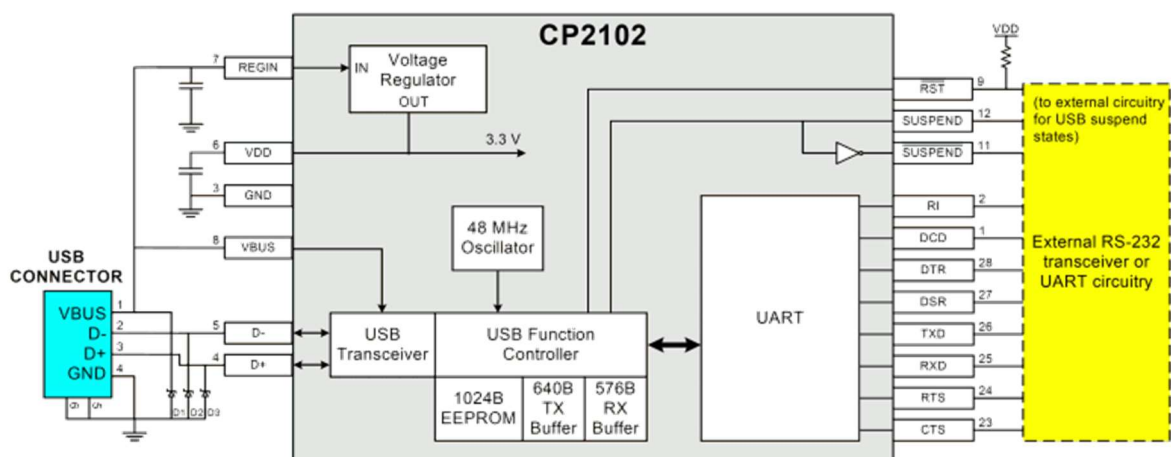 CP2102
7
REGIN
IN
Voltage
Regulator
OUT
6
VDD
3.3 V
3
GND
8
VBUS
48 MHz
Oscillator
USB
CONNECTOR
VBUS
D-
D+
GND
1
2
3
4
6
5
D1
D2
D3
5
D-
4
D+
USB
Transceiver
USB Function
Controller
1024B
EEPROM
640B
TX
Buffer
576B
RX
Buffer
UART
VDD
RST
9
SUSPEND
12
SUSPEND
11
RI
2
DCD
1
DTR
28
DSR
27
TXD
26
RXD
25
RTS
24
CTS
23
(to external circuitry
for USB suspend
states)
External RS-232
transceiver or
UART circuitry